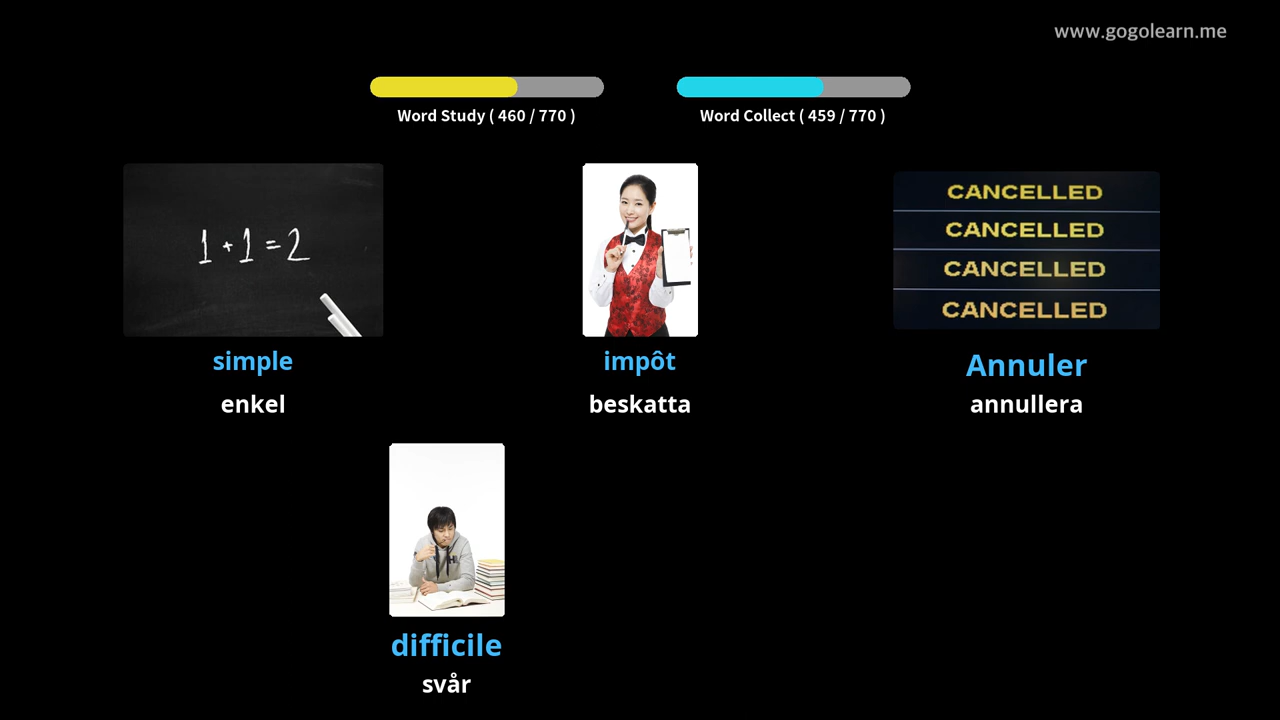 www.gogolearn.me
Word Study ( 460 / 770 )
Word Collect ( 459 / 770 )
1 + 1 = 2
CANCELLED
CANCELLED
CANCELLED
CANCELLED
simple
impôt
Annuler
enkel
beskatta
annullera
difficile
svår